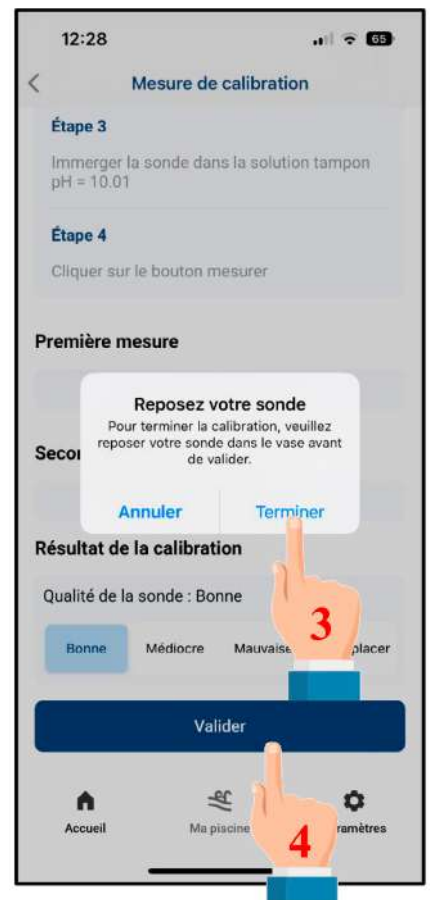 12:28
65
Mesure de calibration
Étape 3
Immerger la sonde dans la solution tampon
pH = 10.01
Étape 4
Cliquer sur le bouton mesurer
Première mesure
Reposez votre sonde
Pour terminer la calibration, veuillez
reposer votre sonde dans le vase avant
de valider.
Annuler Terminer
Résultat de la calibration
Qualité de la sonde : Bonne
3
Bonne Médiocre Mauvaise
Valider
4
Accueil Ma piscine